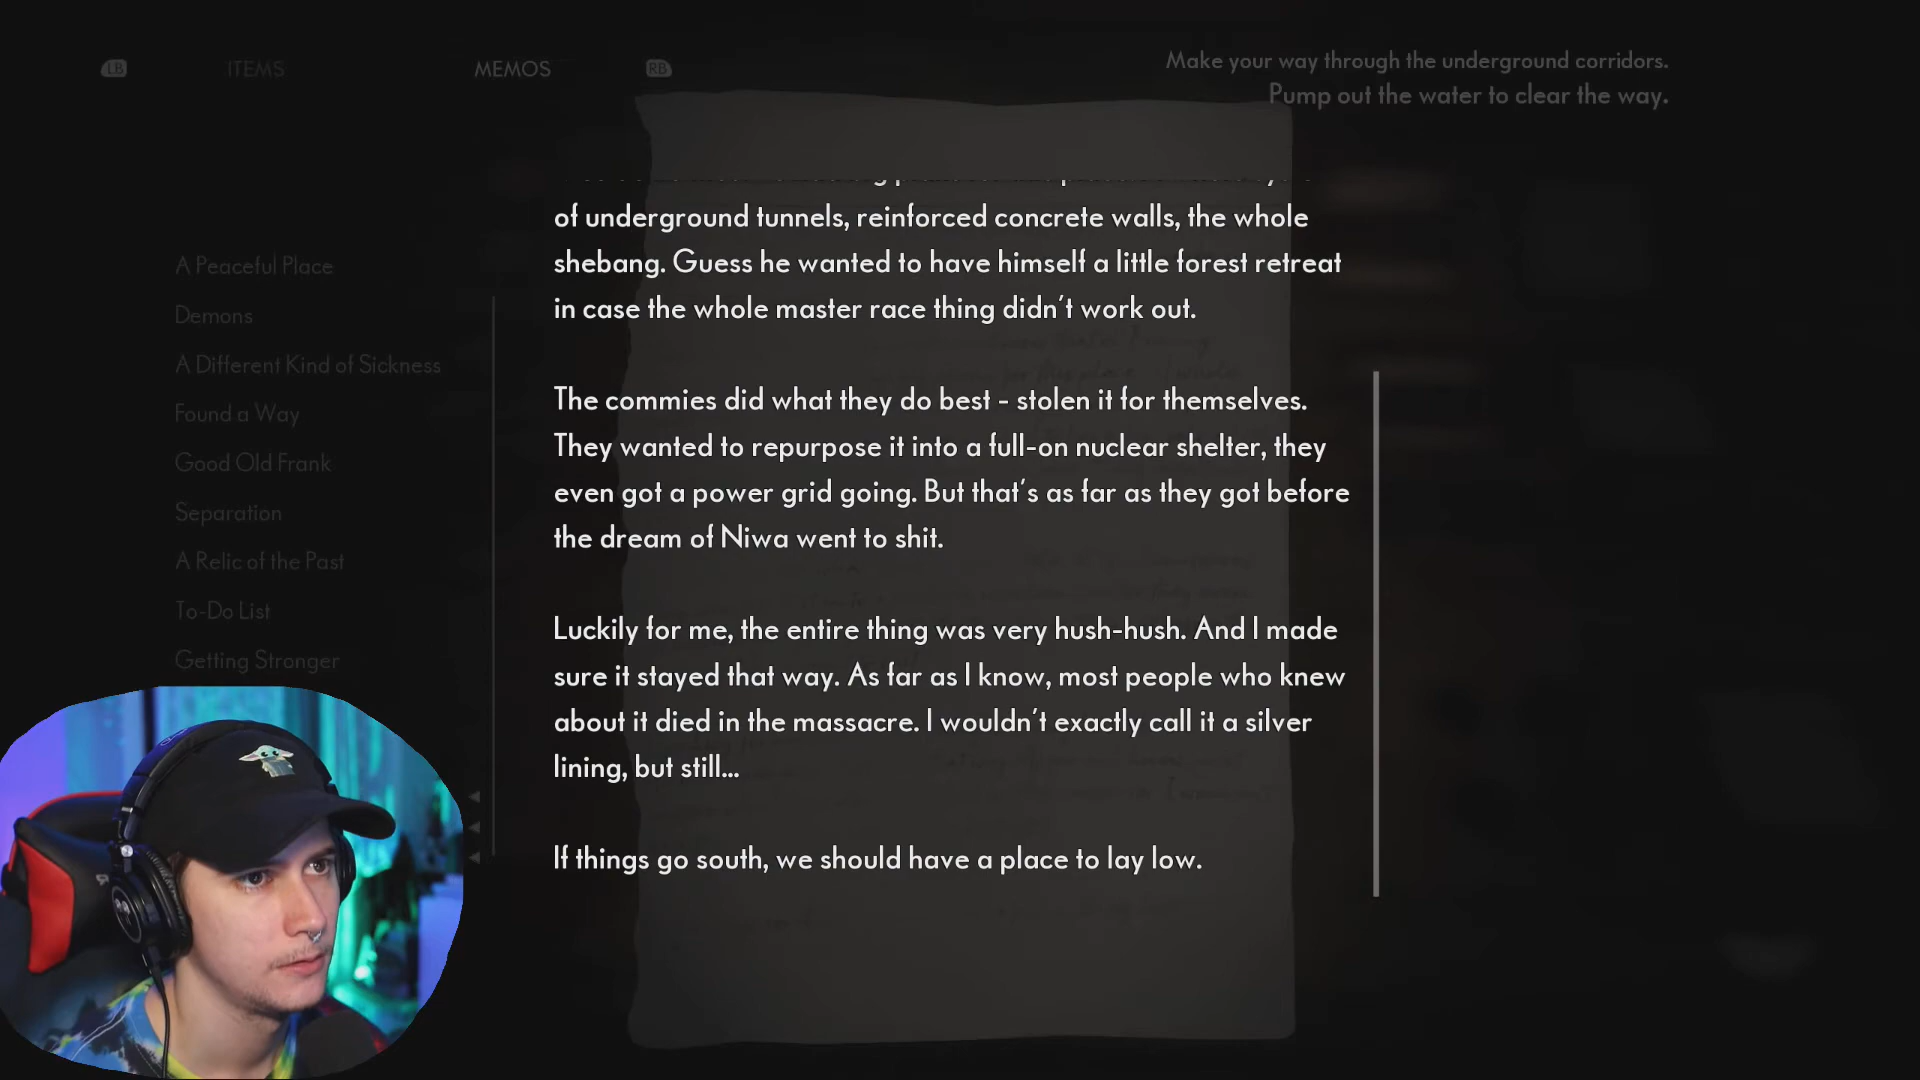 LB
ITEMS
MEMOS
RB
Make your way through the underground corridors.
Pump out the water to clear the way.
A Peaceful Place
Demons
A Different Kind of Sickness
Found a Way
Good Old Frank
Separation
A Relic of the Past
To-Do List
Getting Stronger
of underground tunnels, reinforced concrete walls, the whole
shebang. Guess he wanted to have himself a little forest retreat
in case the whole master race thing didn't work out.
The commies did what they do best - stolen it for themselves.
They wanted to repurpose it into a full-on nuclear shelter, they
even got a power grid going. But that's as far as they got before
the dream of Niwa went to shit.
Luckily for me, the entire thing was very hush-hush. And I made
sure it stayed that way. As far as I know, most people who knew
about it died in the massacre. I wouldn't exactly call it a silver
lining, but still...
If things go south, we should have a place to lay low.